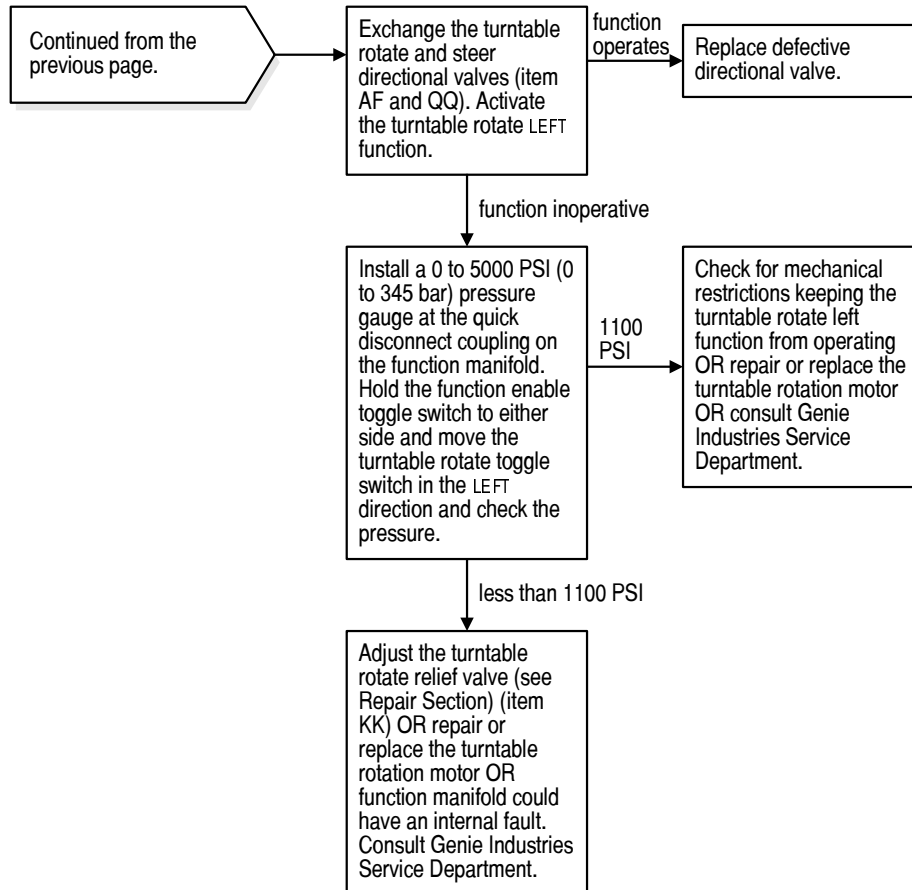 Continued from the
previous page.
Exchange the turntable
rotate and steer
directional valves (item
AF and QQ). Activate
the turntable rotate LEFT
function.
function
operates
Replace defective
directional valve.
function inoperative
Install a 0 to 5000 PSI (0
to 345 bar) pressure
gauge at the quick
disconnect coupling on
the function manifold.
Hold the function enable
toggle switch to either
side and move the
turntable rotate toggle
switch in the LEFT
direction and check the
pressure.
1100
PSI
Check for mechanical
restrictions keeping the
turntable rotate left
function from operating
OR repair or replace the
turntable rotation motor
OR consult Genie
Industries Service
Department.
less than 1100 PSI
Adjust the turntable
rotate relief valve (see
Repair Section) (item
KK) OR repair or
replace the turntable
rotation motor OR
function manifold could
have an internal fault.
Consult Genie Industries
Service Department.